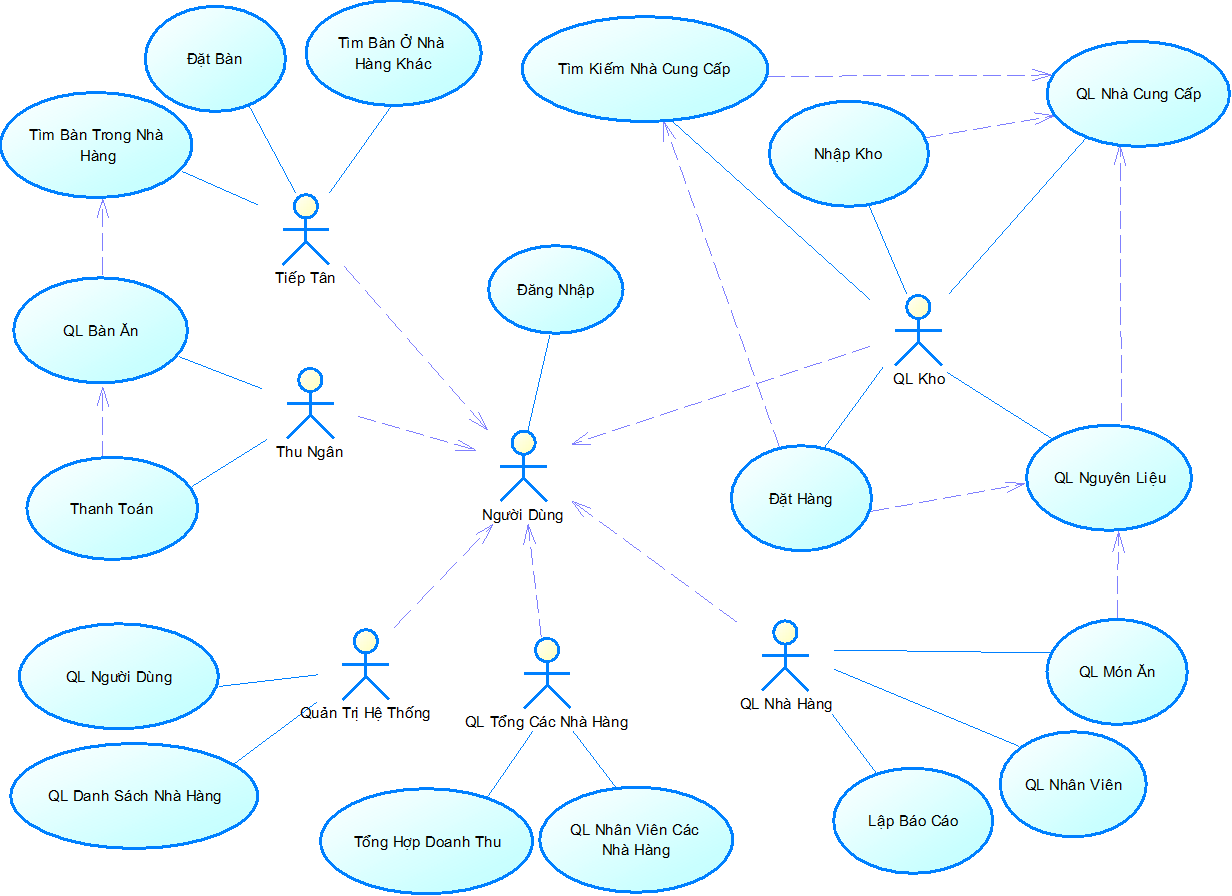 Đặt Bàn
Tìm Bàn Ở Nhà
Hàng Khác
Tìm Kiếm Nhà Cung Cấp
QL Nhà Cung Cấp
Tìm Bàn Trong Nhà
Hàng
Nhập Kho
Tiếp Tân
Đăng Nhập
QL Bàn Ăn
QL Kho
Thu Ngân
Thanh Toán
Người Dùng
Đặt Hàng
QL Nguyên Liệu
QL Người Dùng
Quản Trị Hệ Thống
QL Tổng Các Nhà Hàng
QL Nhà Hàng
QL Món Ăn
QL Danh Sách Nhà Hàng
Tổng Hợp Doanh Thu
QL Nhân Viên Các
Nhà Hàng
Lập Báo Cáo
QL Nhân Viên